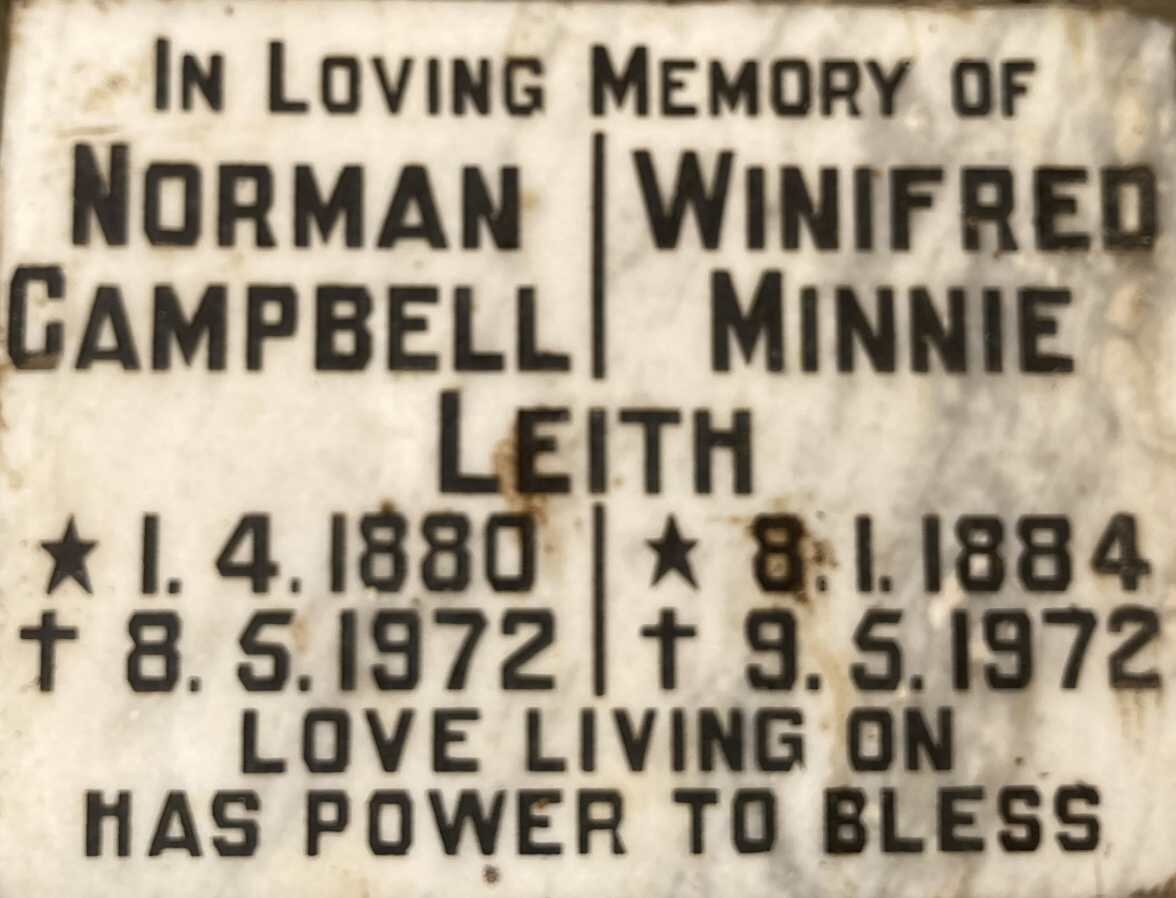 IN LOVING MEMORY OF
NORMAN WINIFRED
CAMPBELL MINNIE
LEITH
★ 1. 4. 1880 ★ 8. 1. 1884
✝ 8. 5. 1972 ✝ 9. 5. 1972
LOVE LIVING ON
HAS POWER TO BLESS